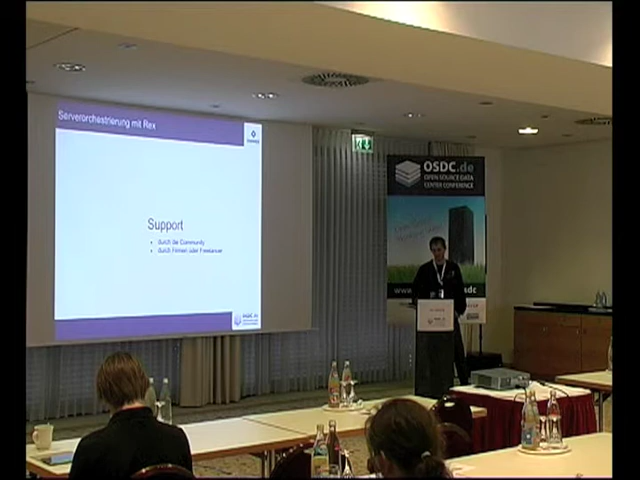 Serverorchestrierung mit Rex
Support
durch die Community
durch Firmen oder Freelancer
OSDC.de
OPEN SOURCE DATA
CENTER CONFERENCE